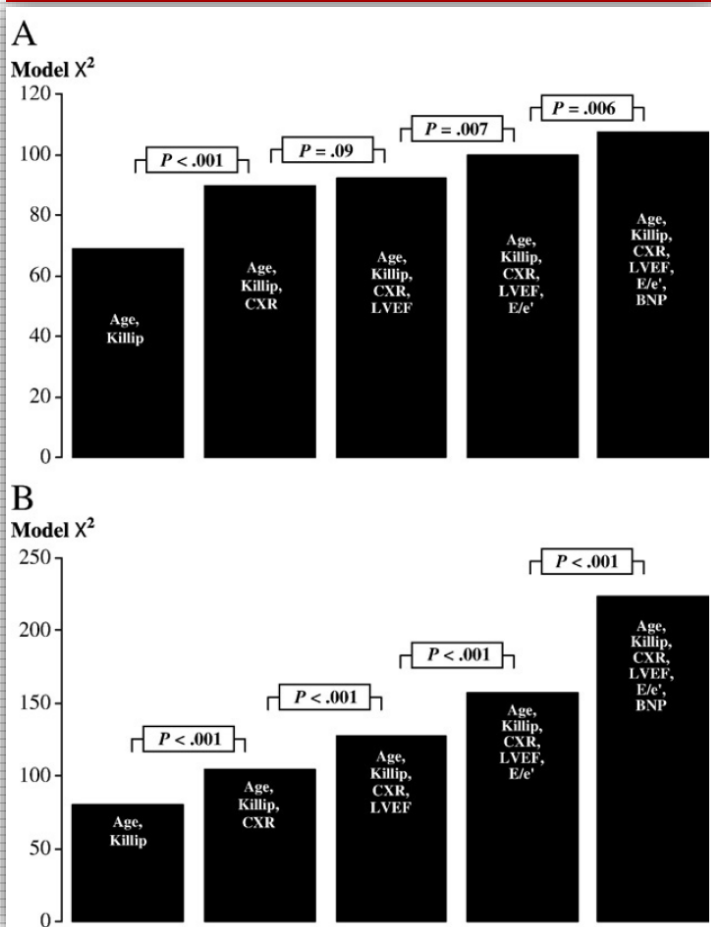 A
Model X²
120
P = .006
P = .007
P < .001
P = .09
100
80
60
40
20
0
Age,
Killip
Age,
Killip,
CXR
Age,
Killip,
CXR,
LVEF
Age,
Killip,
CXR,
LVEF,
E/e'
Age,
Killip,
CXR,
LVEF,
E/e',
BNP
B
Model X²
250
P < .001
200
P < .001
150
P < .001
P < .001
100
50
0
Age,
Killip
Age,
Killip,
CXR
Age,
Killip,
CXR,
LVEF
Age,
Killip,
CXR,
LVEF,
E/e'
Age,
Killip,
CXR,
LVEF,
E/e',
BNP